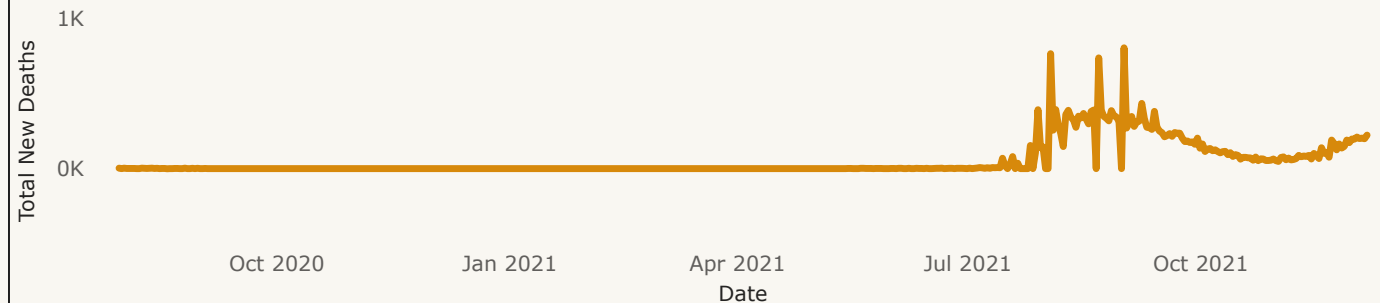 1K
Total New Deaths
0K
Oct 2020 Jan 2021 Apr 2021 Jul 2021 Oct 2021
Date